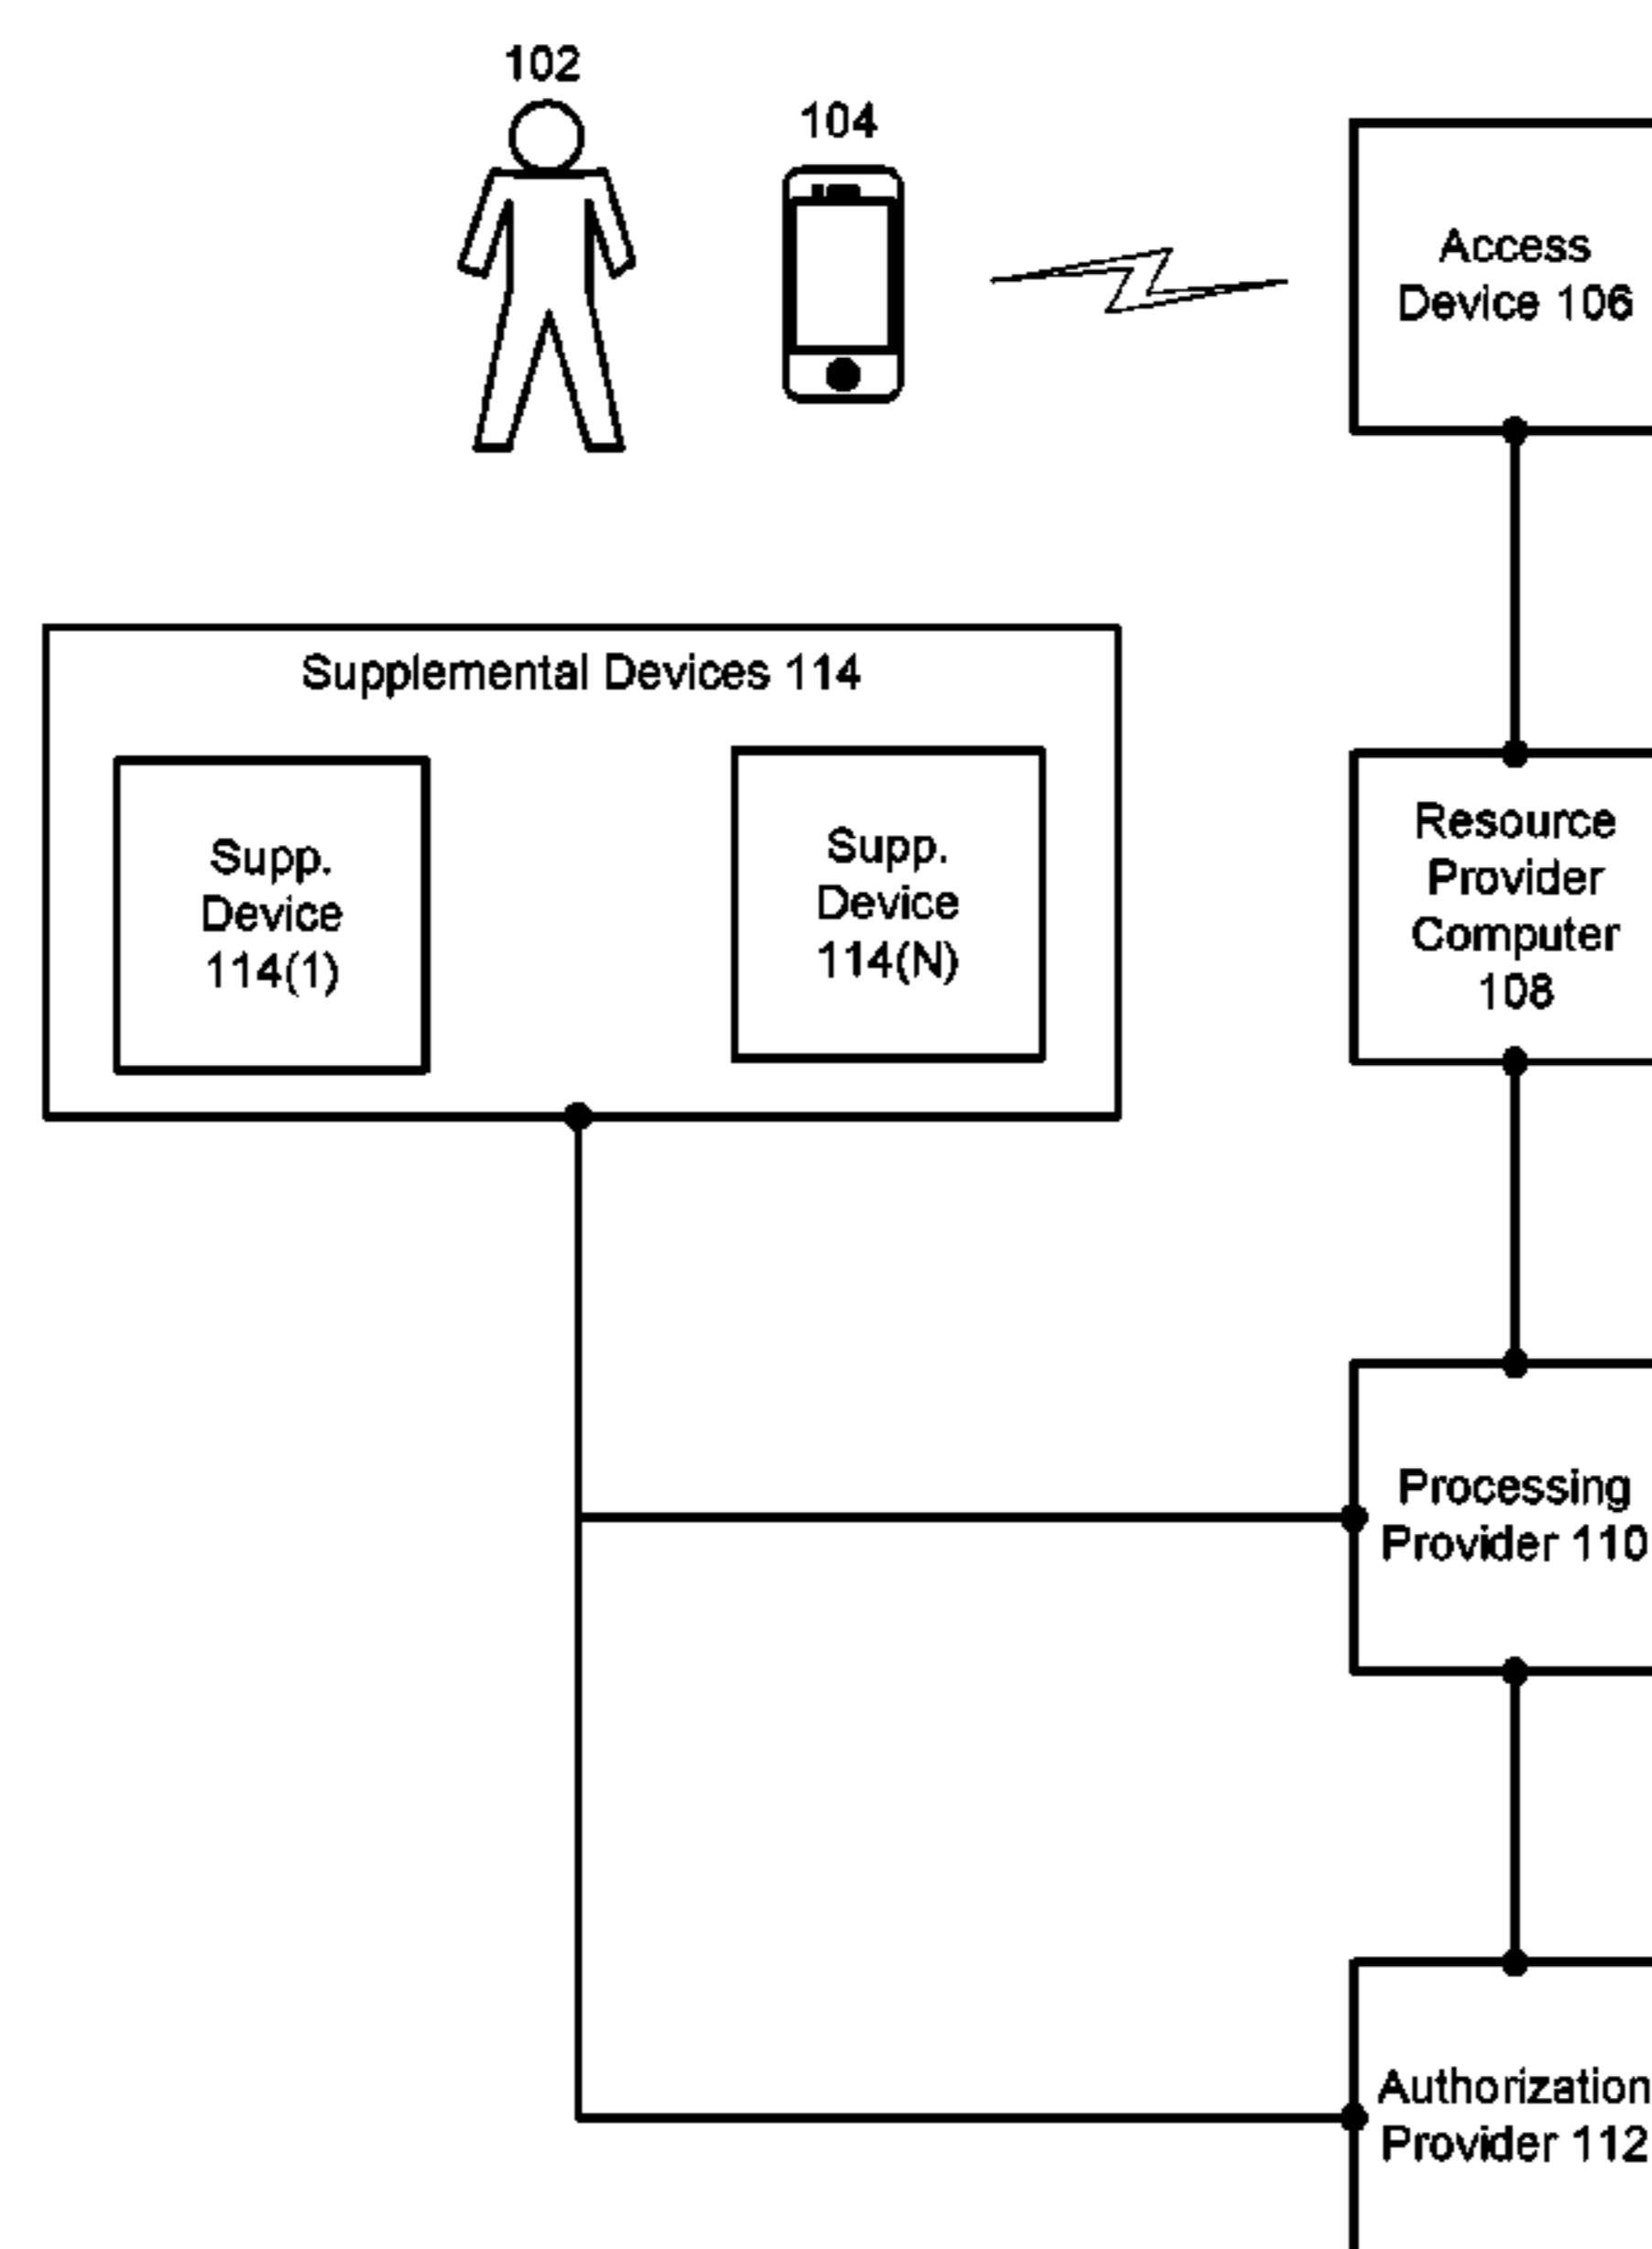 102
104
Access
Device 106
Supplemental Devices 114
Supp.
Device
114(1)
Supp.
Device
114(N)
Resource
Provider
Computer
108
Processing
Provider 110
Authorization
Provider 112